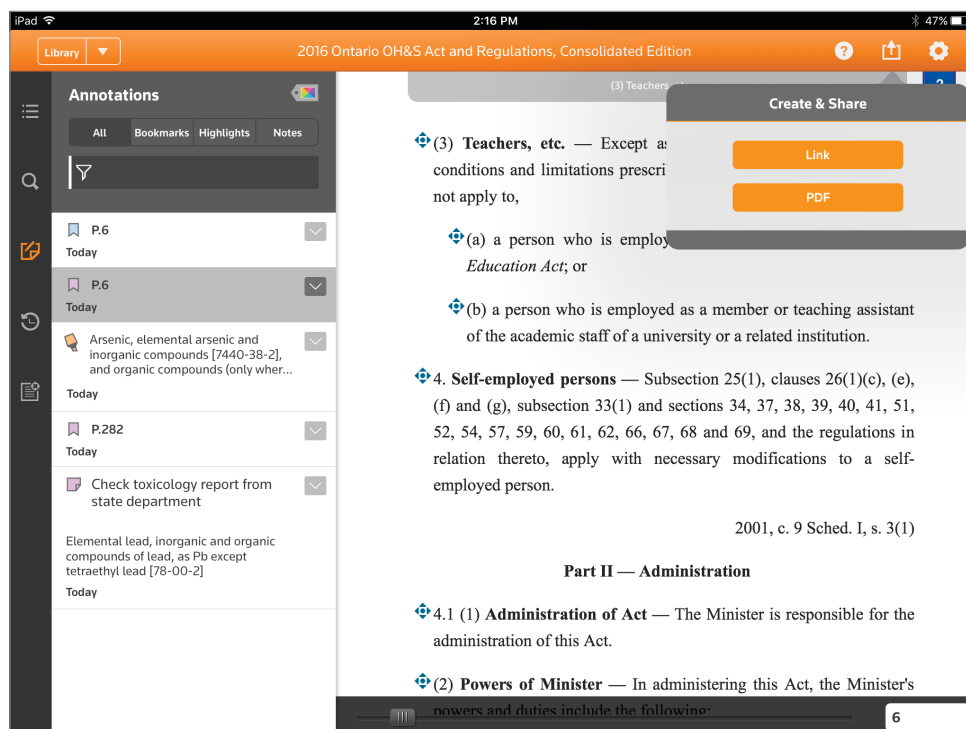 iPad 2:16 PM 47%
Library 2016 Ontario OH&S Act and Regulations, Consolidated Edition ?
Annotations
All Bookmarks Highlights Notes
P.6
Today
P.6
Today
Arsenic, elemental arsenic and
inorganic compounds [7440-38-2],
and organic compounds (only wher...
Today
P.282
Today
Check toxicology report from
state department
Elemental lead, inorganic and organic
compounds of lead, as Pb except
tetraethyl lead [78-00-2]
Today
(3) Teachers
Create & Share
Link
PDF
(3) Teachers, etc. — Except as
conditions and limitations prescri
not apply to,
(a) a person who is employ
Education Act; or
(b) a person who is employed as a member or teaching assistant
of the academic staff of a university or a related institution.
4. Self-employed persons — Subsection 25(1), clauses 26(1)(c), (e),
(f) and (g), subsection 33(1) and sections 34, 37, 38, 39, 40, 41, 51,
52, 54, 57, 59, 60, 61, 62, 66, 67, 68 and 69, and the regulations in
relation thereto, apply with necessary modifications to a self-
employed person.
2001, c. 9 Sched. I, s. 3(1)
Part II — Administration
4.1 (1) Administration of Act — The Minister is responsible for the
administration of this Act.
(2) Powers of Minister — In administering this Act, the Minister's
powers and duties include the following:
6